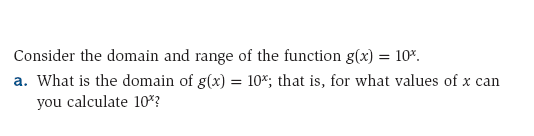 Consider the domain and range of the function g(x) = 10ˣ.
a. What is the domain of g(x) = 10ˣ; that is, for what values of x can
you calculate 10ˣ?